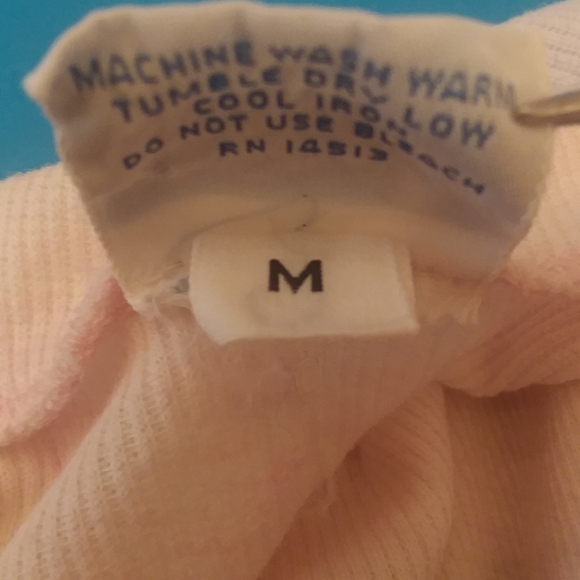 MACHINE WASH WARM
TUMBLE DRY LOW
COOL IRON
DO NOT USE BLEACH
RN 14513
M